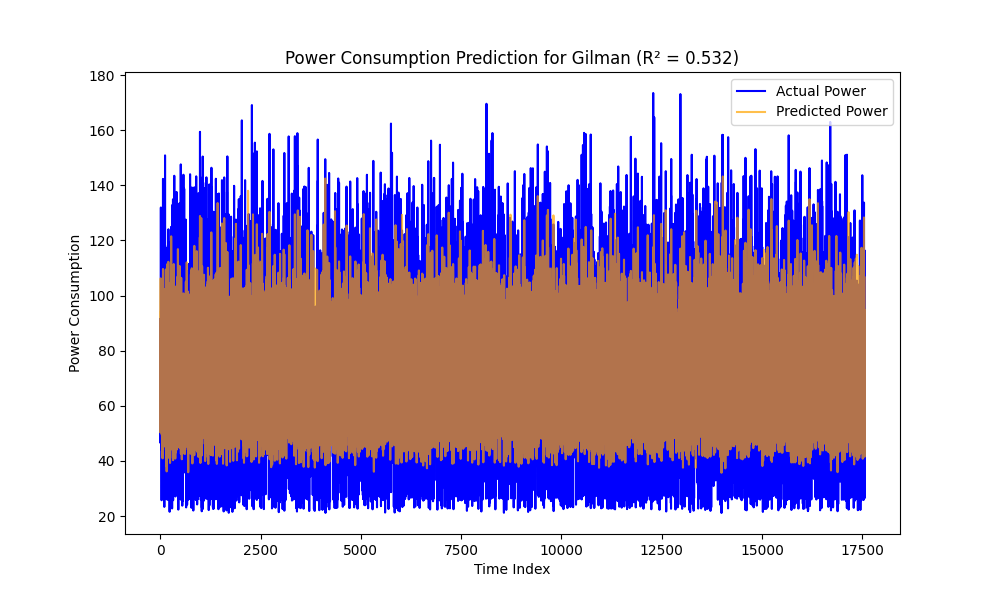 Power Consumption Prediction for Gilman (R² = 0.532)
Actual Power
Predicted Power
180
160
140
120
100
80
60
40
20
Power Consumption
0 2500 5000 7500 10000 12500 15000 17500
Time Index